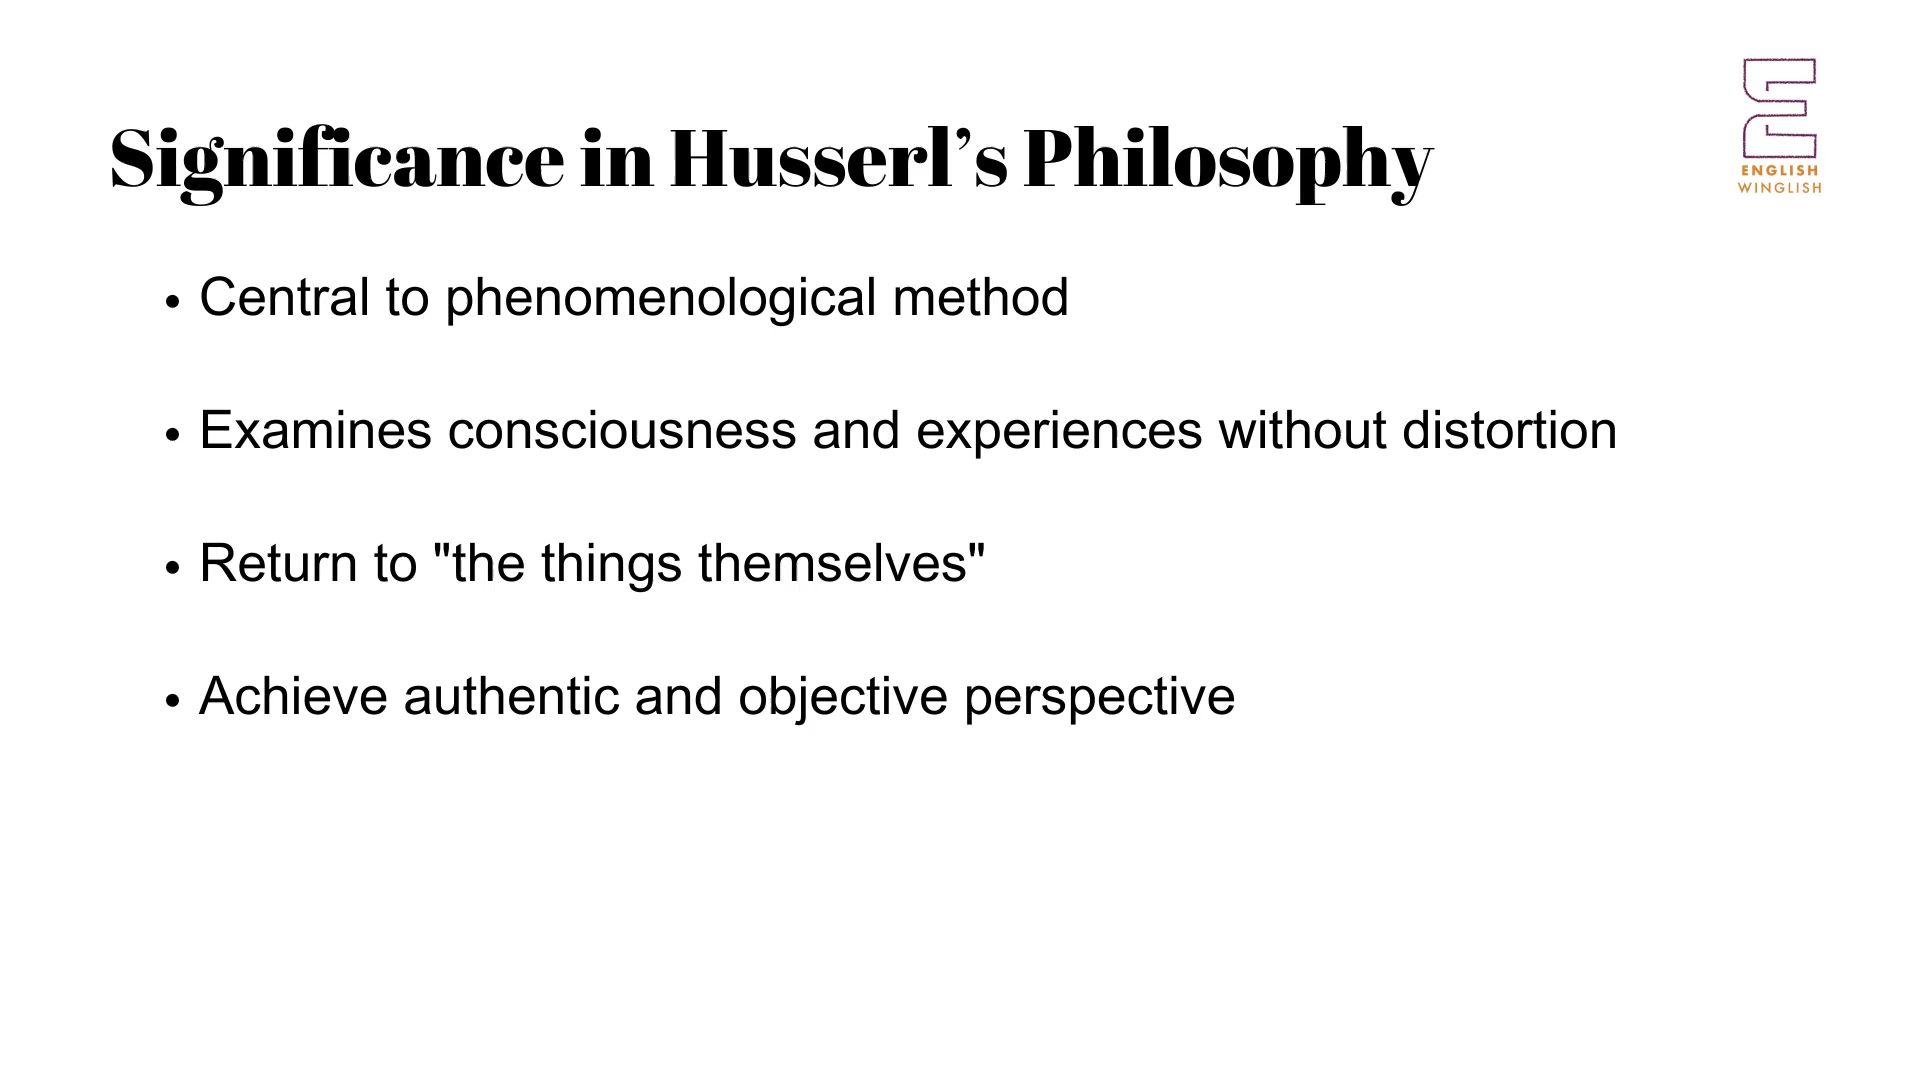 Significance in Husserl’s Philosophy
ENGLISH
WINGLISH
• Central to phenomenological method
• Examines consciousness and experiences without distortion
• Return to "the things themselves"
• Achieve authentic and objective perspective